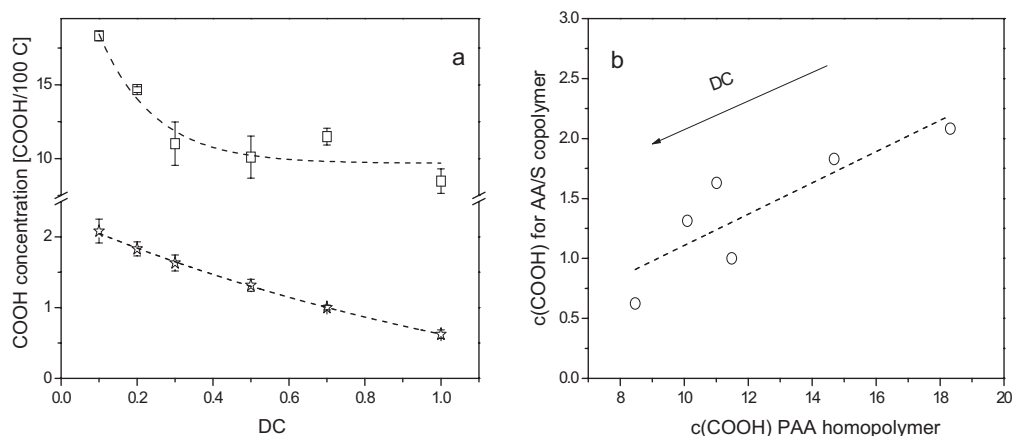 COOH concentration [COOH/100 C]
15
10
2
1
0
0.0 0.2 0.4 0.6 0.8 1.0
DC
a
c(COOH) for AA/S copolymer
3.0
2.5
2.0
1.5
1.0
0.5
0.0
8 10 12 14 16 18 20
c(COOH) PAA homopolymer
b
DC